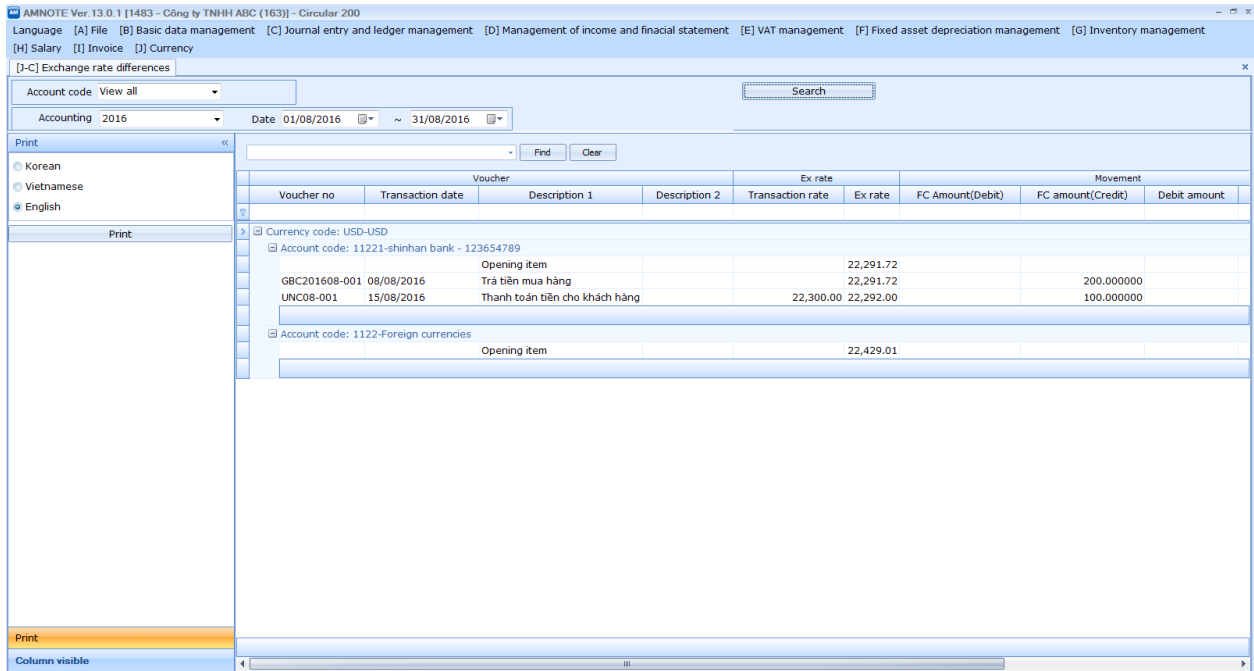 AMNOTE Ver.13.0.1 [1483 - Công ty TNHH ABC (163)] - Circular 200
Language [A] File [B] Basic data management [C] Journal entry and ledger management [D] Management of income and finacial statement [E] VAT management [F] Fixed asset depreciation management [G] Inventory management
[H] Salary [I] Invoice [J] Currency
[J-C] Exchange rate differences
Account code View all Search
Accounting 2016 Date 01/08/2016 ~ 31/08/2016
Print «
Korean
Vietnamese
English
Print
Find Clear
Voucher Ex rate Movement
Voucher no Transaction date Description 1 Description 2 Transaction rate Ex rate FC Amount(Debit) FC amount(Credit) Debit amount
Currency code: USD-USD
Account code: 11221-shinhan bank - 123654789
Opening item 22,291.72
GBC201608-001 08/08/2016 Trả tiền mua hàng 22,291.72 200.000000
UNC08-001 15/08/2016 Thanh toán tiền cho khách hàng 22,300.00 22,292.00 100.000000
Account code: 1122-Foreign currencies
Opening item 22,429.01
Print
Column visible